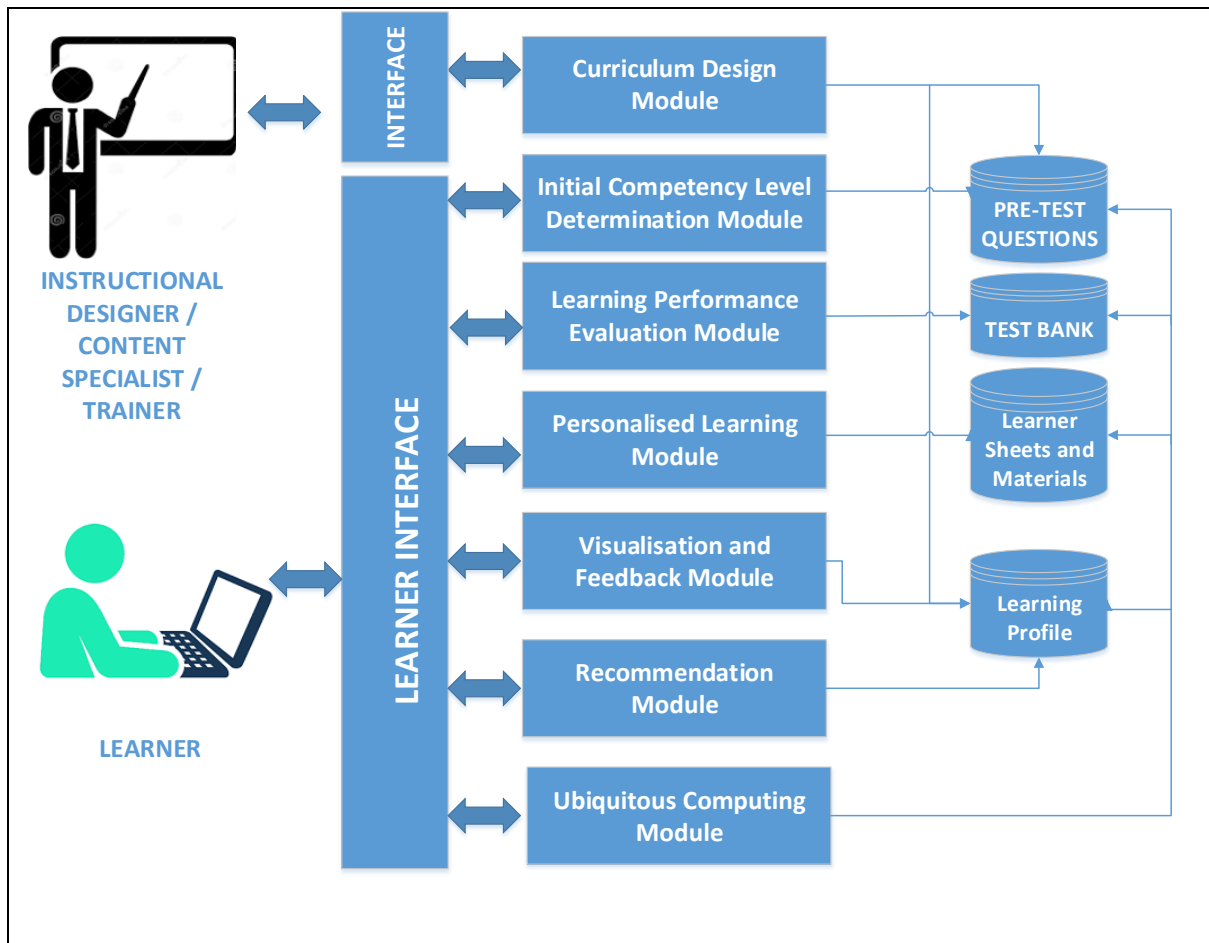 INTERFACE
Curriculum Design
Module
Initial Competency Level
Determination Module
PRE-TEST
QUESTIONS
INSTRUCTIONAL
DESIGNER /
CONTENT
SPECIALIST /
TRAINER
Learning Performance
Evaluation Module
TEST BANK
LEARNER INTERFACE
Personalised Learning
Module
Learner
Sheets and
Materials
Visualisation and
Feedback Module
Learning
Profile
Recommendation
Module
LEARNER
Ubiquitous Computing
Module